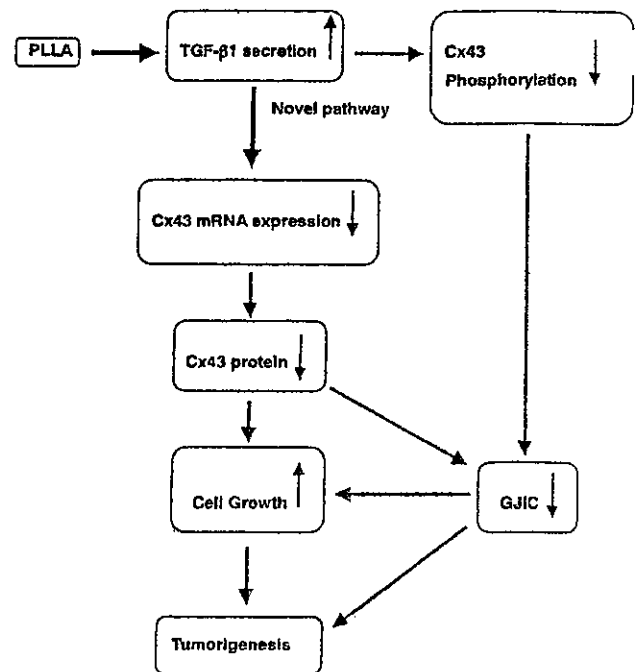 PLLA
TGF-β1 secretion
Cx43
Phosphorylation
Novel pathway
Cx43 mRNA expression
Cx43 protein
Cell Growth
GJIC
Tumorigenesis